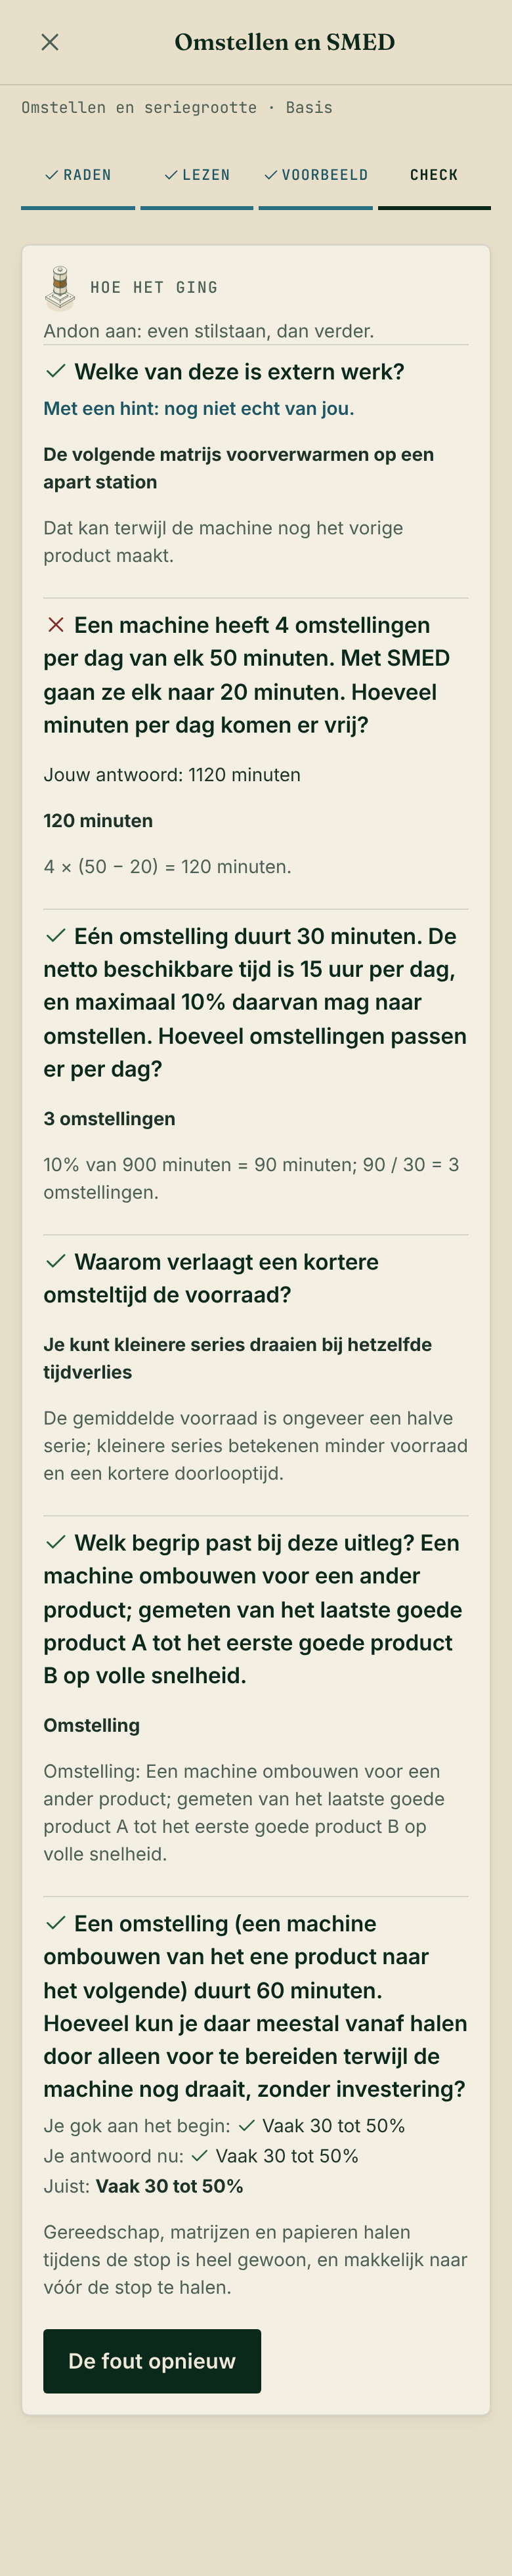 Omstellen en SMED
Omstellen en seriegrootte · Basis
RADEN
LEZEN
VOORBEELD
CHECK
HOE HET GING
Andon aan: even stilstaan, dan verder.
Welke van deze is extern werk?
Met een hint: nog niet echt van jou.
De volgende matrijs voorverwarmen op een
apart station
Dat kan terwijl de machine nog het vorige
product maakt.
Een machine heeft 4 omstellingen
per dag van elk 50 minuten. Met SMED
gaan ze elk naar 20 minuten. Hoeveel
minuten per dag komen er vrij?
Jouw antwoord: 1120 minuten
120 minuten
4 × (50 − 20) = 120 minuten.
Eén omstelling duurt 30 minuten. De
netto beschikbare tijd is 15 uur per dag,
en maximaal 10% daarvan mag naar
omstellen. Hoeveel omstellingen passen
er per dag?
3 omstellingen
10% van 900 minuten = 90 minuten; 90 / 30 = 3
omstellingen.
Waarom verlaagt een kortere
omsteltijd de voorraad?
Je kunt kleinere series draaien bij hetzelfde
tijdverlies
De gemiddelde voorraad is ongeveer een halve
serie; kleinere series betekenen minder voorraad
en een kortere doorlooptijd.
Welk begrip past bij deze uitleg? Een
machine ombouwen voor een ander
product; gemeten van het laatste goede
product A tot het eerste goede product
B op volle snelheid.
Omstelling
Omstelling: Een machine ombouwen voor een
ander product; gemeten van het laatste goede
product A tot het eerste goede product B op
volle snelheid.
Een omstelling (een machine
ombouwen van het ene product naar
het volgende) duurt 60 minuten.
Hoeveel kun je daar meestal vanaf halen
door alleen voor te bereiden terwijl de
machine nog draait, zonder investering?
Je gok aan het begin: ✓ Vaak 30 tot 50%
Je antwoord nu: ✓ Vaak 30 tot 50%
Juist: Vaak 30 tot 50%
Gereedschap, matrijzen en papieren halen
tijdens de stop is heel gewoon, en makkelijk naar
vóór de stop te halen.
De fout opnieuw